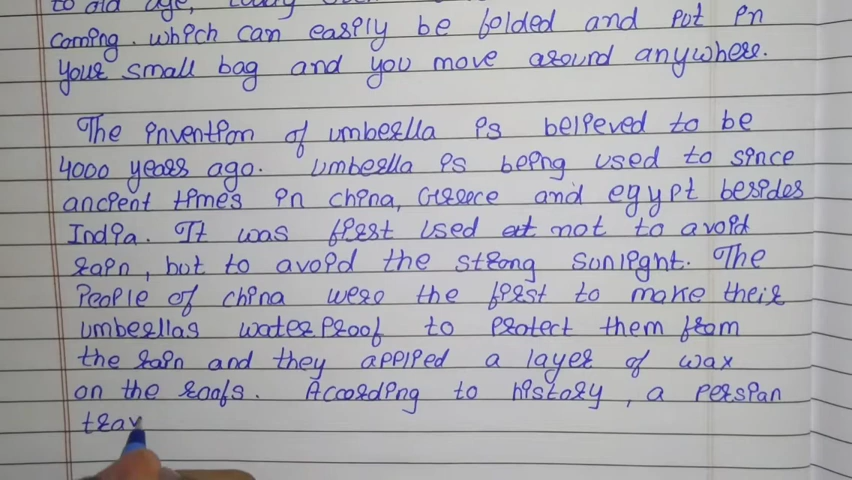 to old age,
coming. which can easily be folded and put in
your small bag and you move around anywhere.
The invention of umbrella is believed to be
4000 years ago. Umbrella is being used to since
ancient times in china, Greece and egypt besides
India. It was first used at not to avoid
rain, but to avoid the strong sunlight. The
People of china were the first to make their
umbrellas waterproof to protect them from
the rain and they applied a layer of wax
on the roofs. According to history, a persian
trav